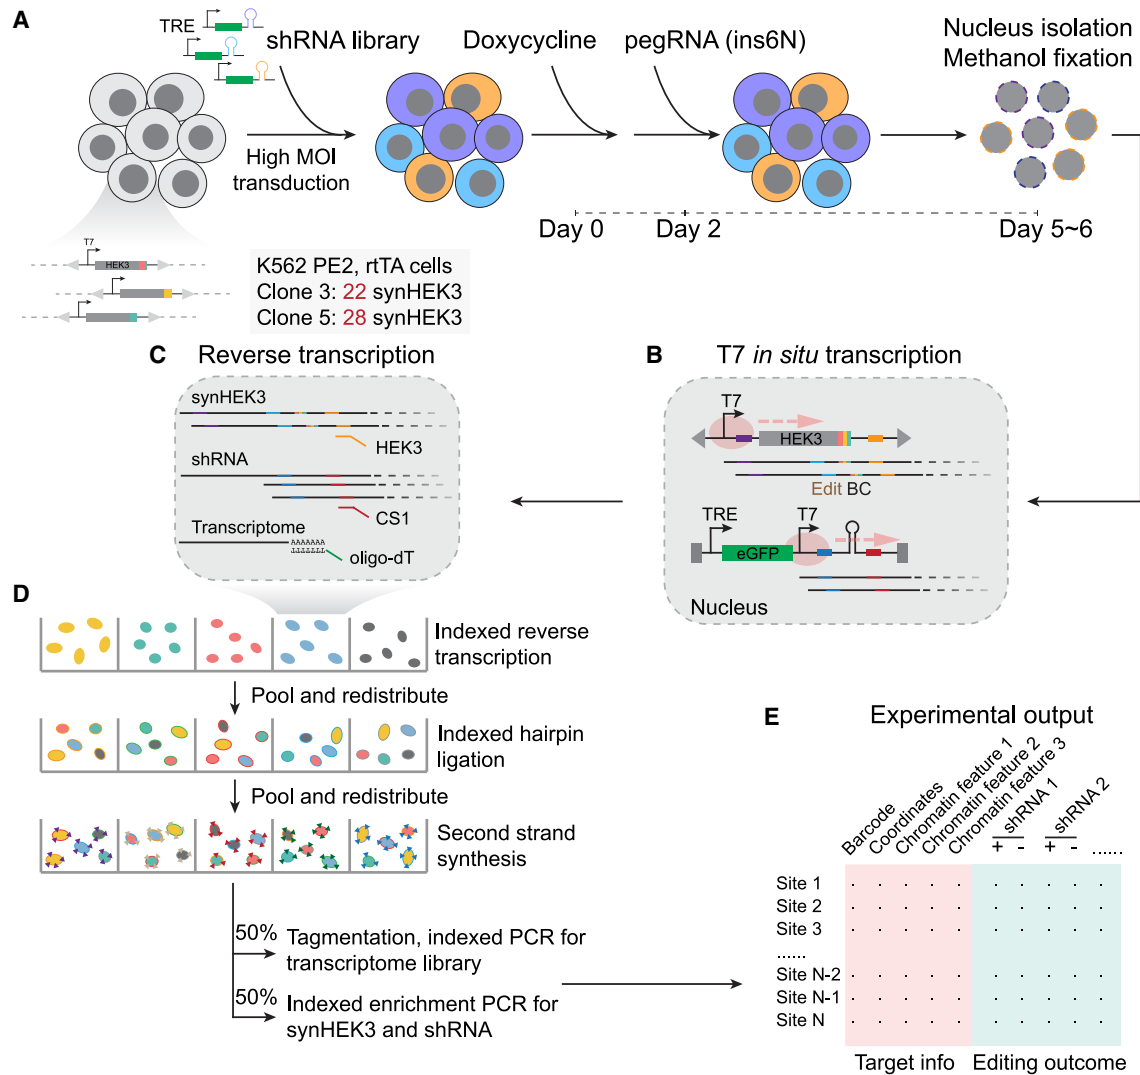 A
TRE
shRNA library
High MOI
transduction
Doxycycline
pegRNA (ins6N)
Nucleus isolation
Methanol fixation
Day 0
Day 2
Day 5~6
T7
HEK3
K562 PE2, rtTA cells
Clone 3: 22 synHEK3
Clone 5: 28 synHEK3
B
T7 in situ transcription
T7
HEK3
Edit BC
TRE
T7
eGFP
Nucleus
C
Reverse transcription
synHEK3
HEK3
shRNA
CS1
Transcriptome
AAAAAAA
TTTTTTT
oligo-dT
D
Indexed reverse
transcription
Pool and redistribute
Indexed hairpin
ligation
Pool and redistribute
Second strand
synthesis
50%
Tagmentation, indexed PCR for
transcriptome library
50%
Indexed enrichment PCR for
synHEK3 and shRNA
E
Experimental output
Barcode
Coordinates
Chromatin feature 1
Chromatin feature 2
Chromatin feature 3
shRNA 1
shRNA 2
+ - + - ......
Site 1
Site 2
Site 3
......
Site N-2
Site N-1
Site N
Target info
Editing outcome